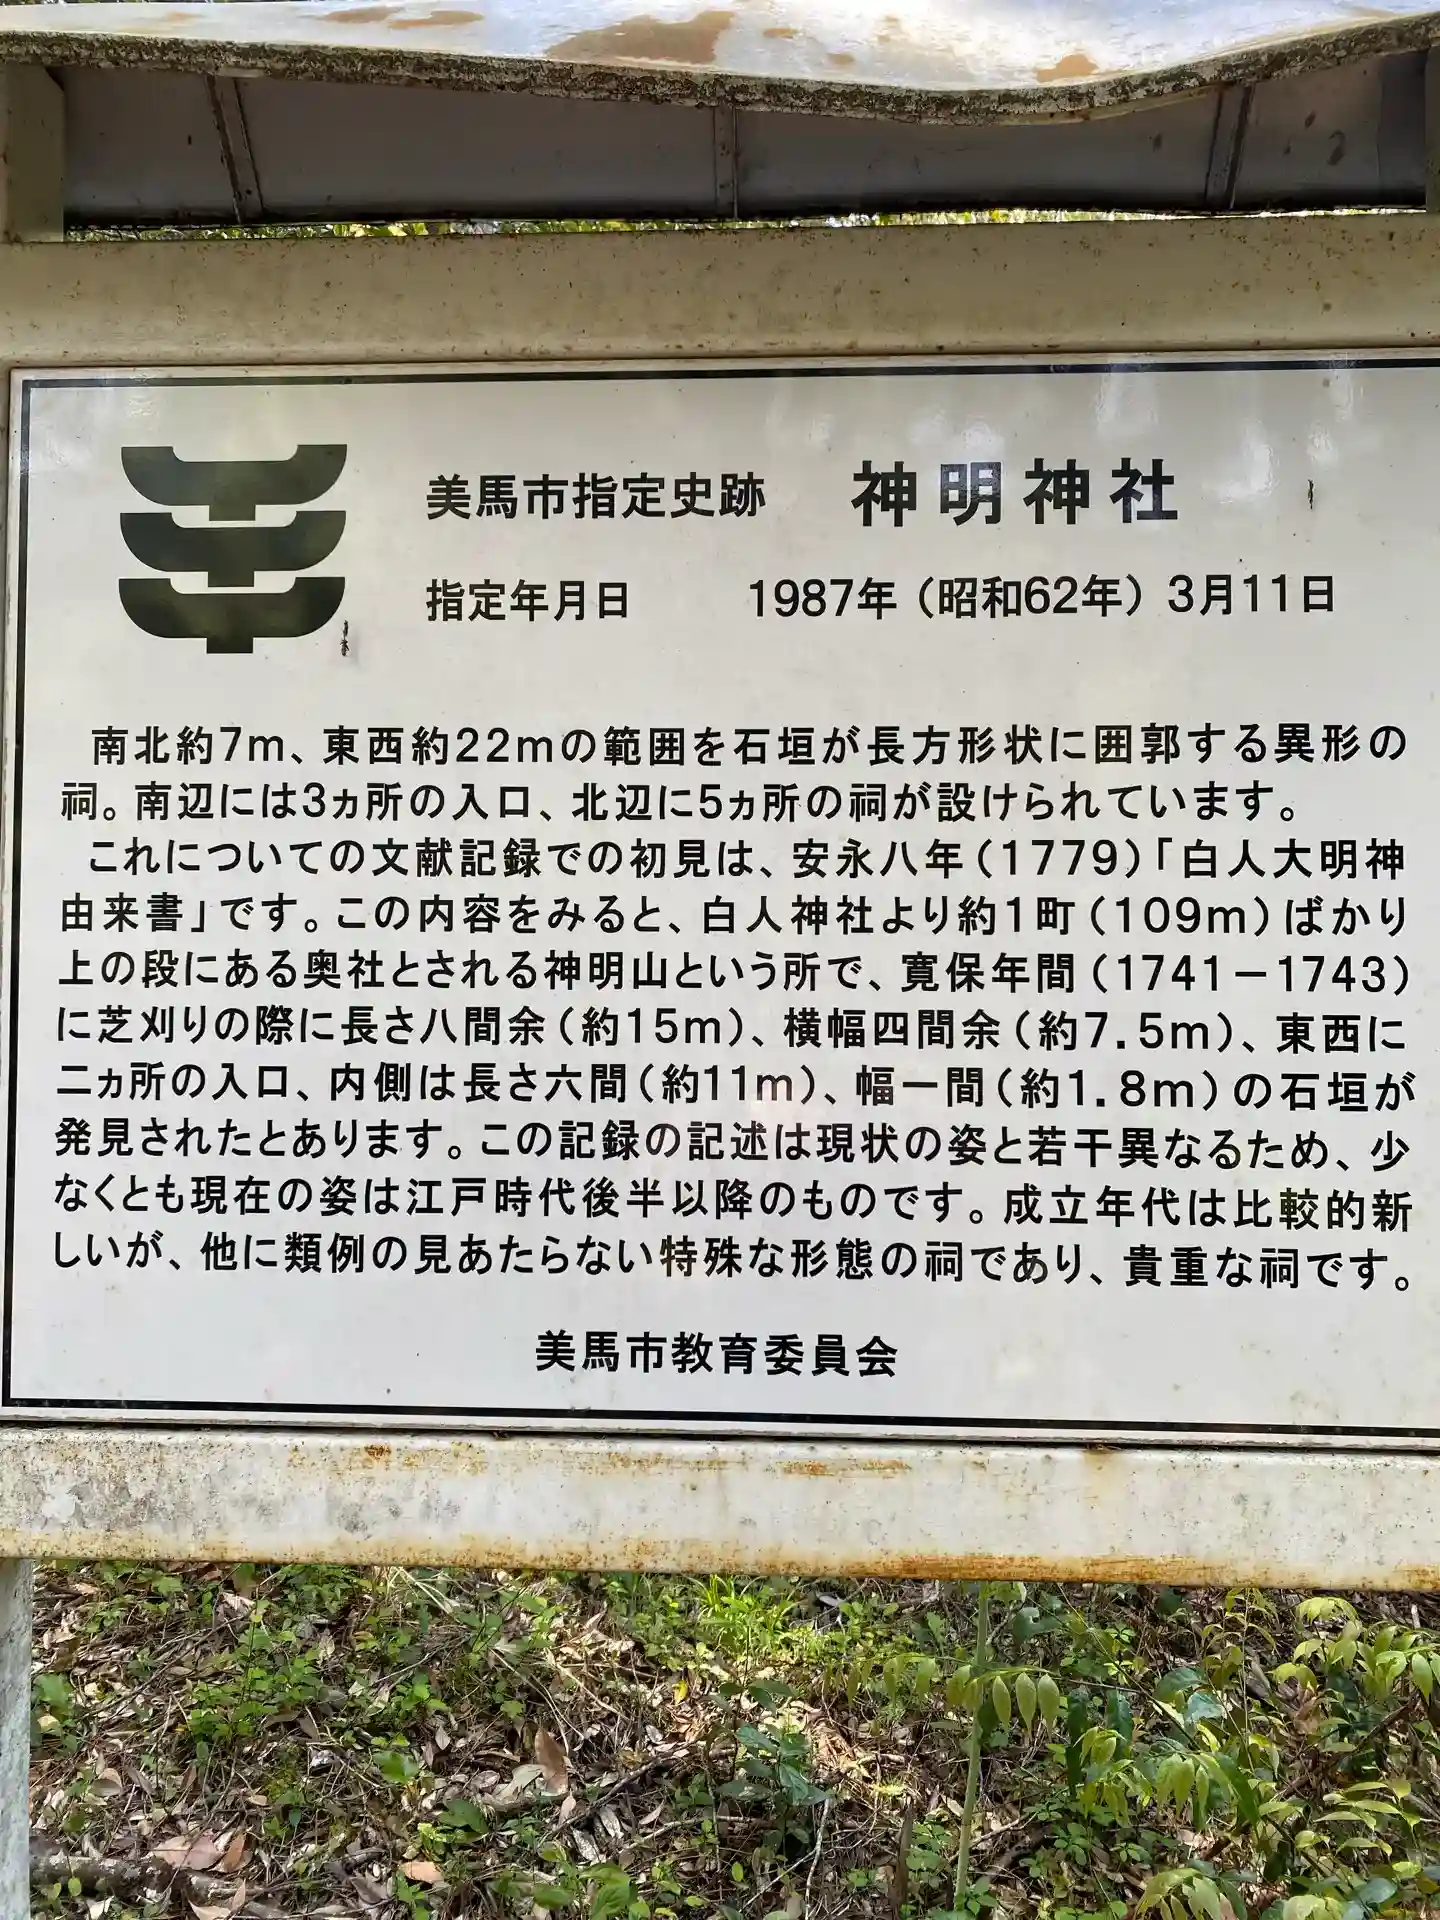 美馬市指定史跡 神明神社
指定年月日 1987年（昭和62年）3月11日
南北約7m、東西約22mの範囲を石垣が長方形状に囲郭する異形の
祠。南辺には3ヵ所の入口、北辺に5ヵ所の祠が設けられています。
これについての文献記録での初見は、安永八年（1779）「白人大明神
由来書」です。この内容をみると、白人神社より約1町（109m）ばかり
上の段にある奥社とされる神明山という所で、寛保年間（1741－1743）
に芝刈りの際に長さ八間余（約15m）、横幅四間余（約7.5m）、東西に
二ヵ所の入口、内側は長さ六間（約11m）、幅一間（約1.8m）の石垣が
発見されたとあります。この記録の記述は現状の姿と若干異なるため、少
なくとも現在の姿は江戸時代後半以降のものです。成立年代は比較的新
しいが、他に類例の見あたらない特殊な形態の祠であり、貴重な祠です。
美馬市教育委員会